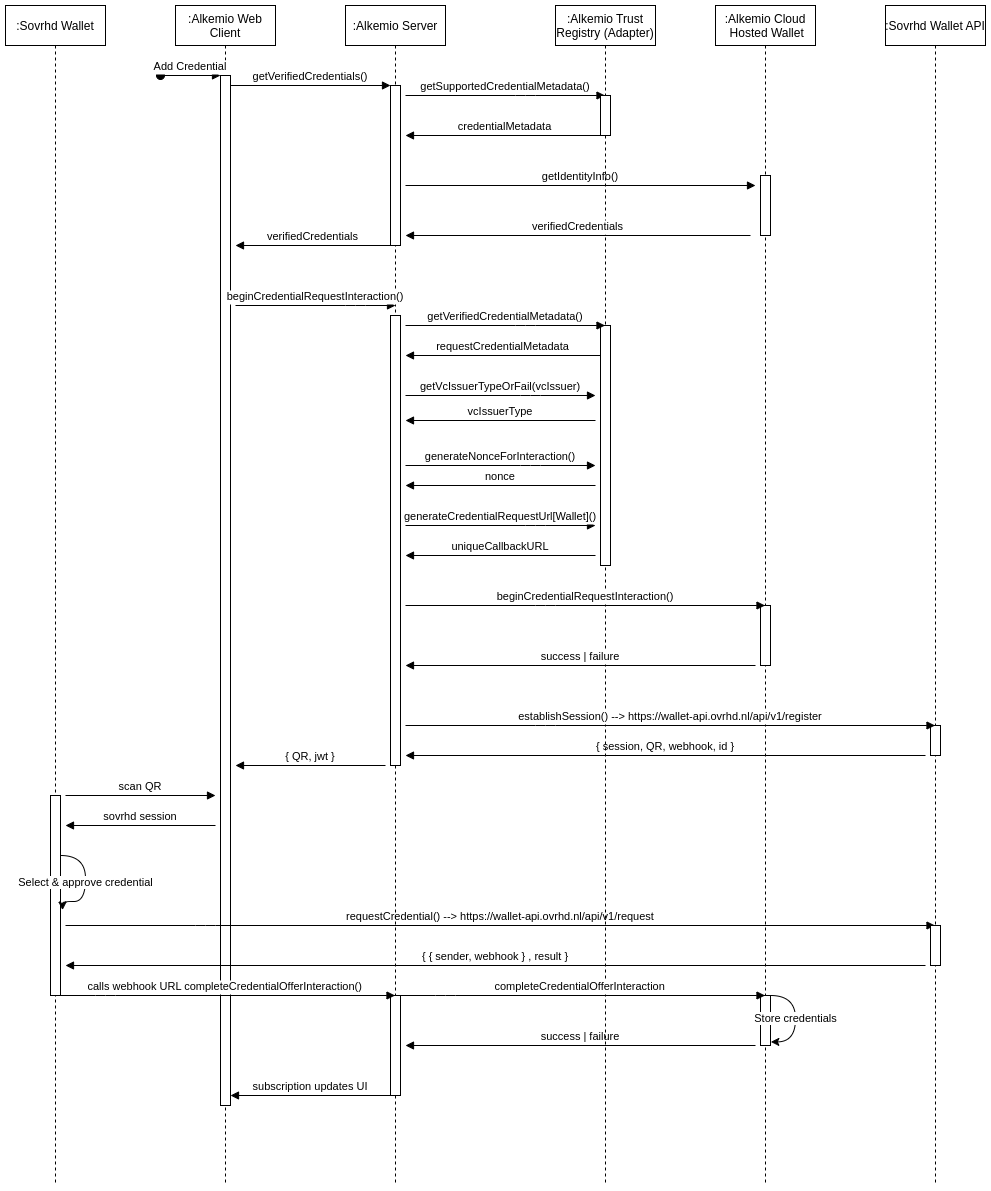 :Sovrhd Wallet
:Alkemio Web
Client
:Alkemio Server
:Alkemio Trust
Registry (Adapter)
:Alkemio Cloud
Hosted Wallet
:Sovrhd Wallet API
Add Credential
getVerifiedCredentials()
getSupportedCredentialMetadata()
credentialMetadata
getIdentityInfo()
verifiedCredentials
verifiedCredentials
beginCredentialRequestInteraction()
getVerifiedCredentialMetadata()
requestCredentialMetadata
getVcIssuerTypeOrFail(vcIssuer)
vcIssuerType
generateNonceForInteraction()
nonce
generateCredentialRequestUrl[Wallet]()
uniqueCallbackURL
beginCredentialRequestInteraction()
success | failure
establishSession() --> https://wallet-api.ovrhd.nl/api/v1/register
{ session, QR, webhook, id }
{ QR, jwt }
scan QR
sovrhd session
Select & approve credential
requestCredential() --> https://wallet-api.ovrhd.nl/api/v1/request
{ { sender, webhook } , result }
calls webhook URL completeCredentialOfferInteraction()
completeCredentialOfferInteraction
Store credentials
success | failure
subscription updates UI